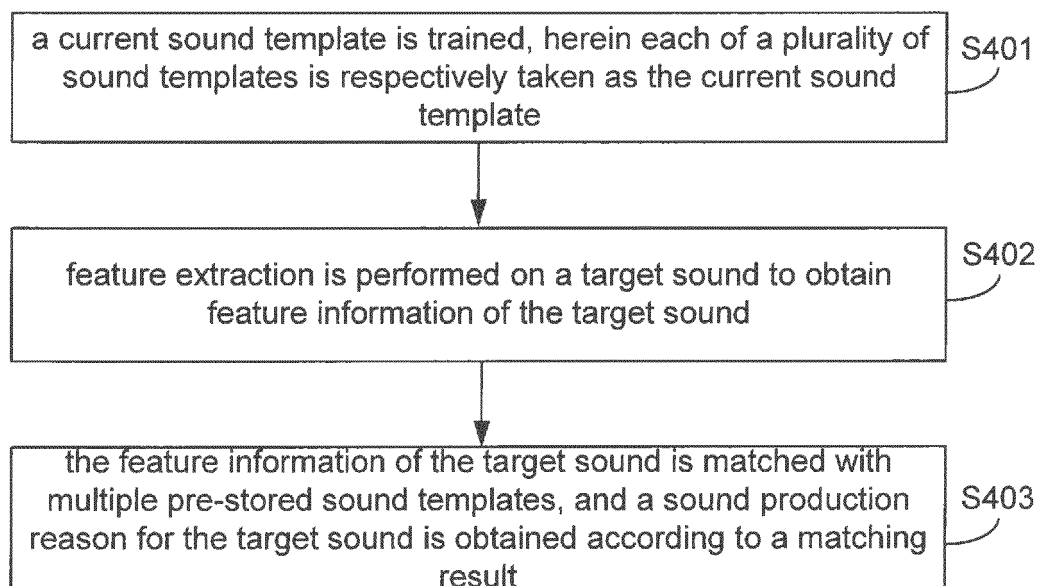 a current sound template is trained, herein each of a plurality of
sound templates is respectively taken as the current sound
template
S401
feature extraction is performed on a target sound to obtain
feature information of the target sound
S402
the feature information of the target sound is matched with
multiple pre-stored sound templates, and a sound production
reason for the target sound is obtained according to a matching
result
S403